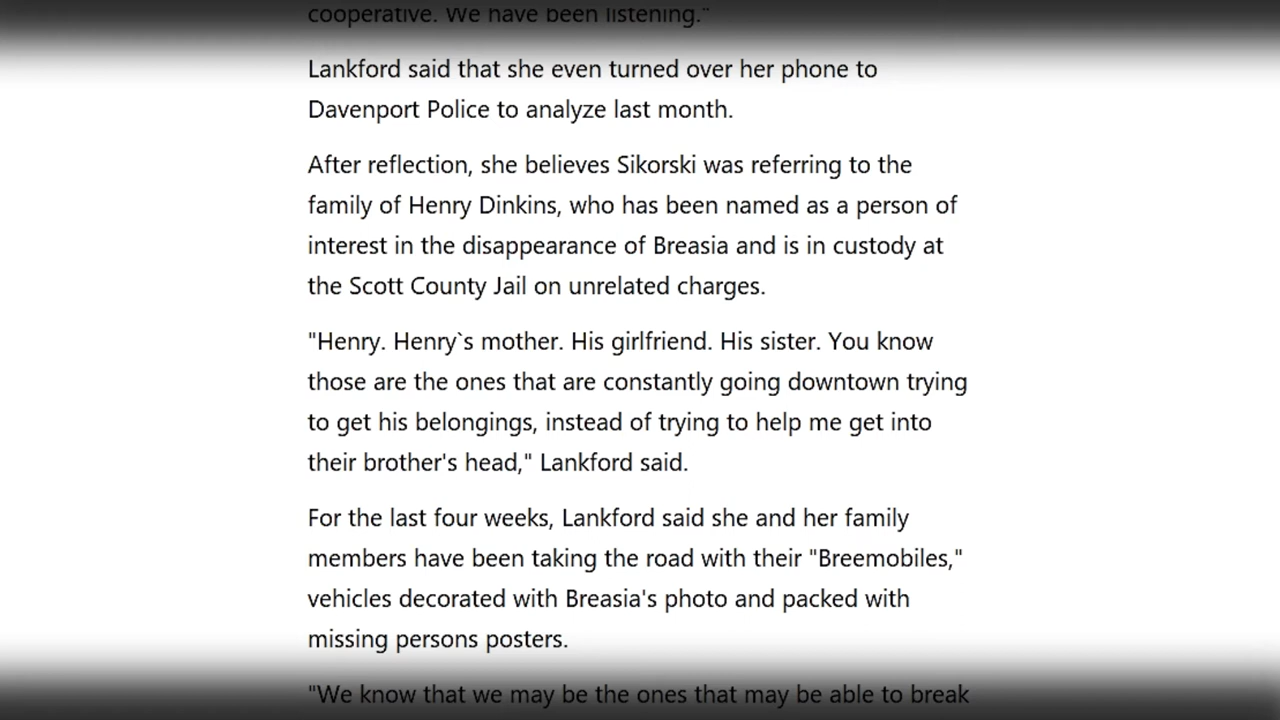 cooperative. We have been listening."
Lankford said that she even turned over her phone to
Davenport Police to analyze last month.
After reflection, she believes Sikorski was referring to the
family of Henry Dinkins, who has been named as a person of
interest in the disappearance of Breasia and is in custody at
the Scott County Jail on unrelated charges.
"Henry. Henry`s mother. His girlfriend. His sister. You know
those are the ones that are constantly going downtown trying
to get his belongings, instead of trying to help me get into
their brother's head," Lankford said.
For the last four weeks, Lankford said she and her family
members have been taking the road with their "Breemobiles,"
vehicles decorated with Breasia's photo and packed with
missing persons posters.
"We know that we may be the ones that may be able to break